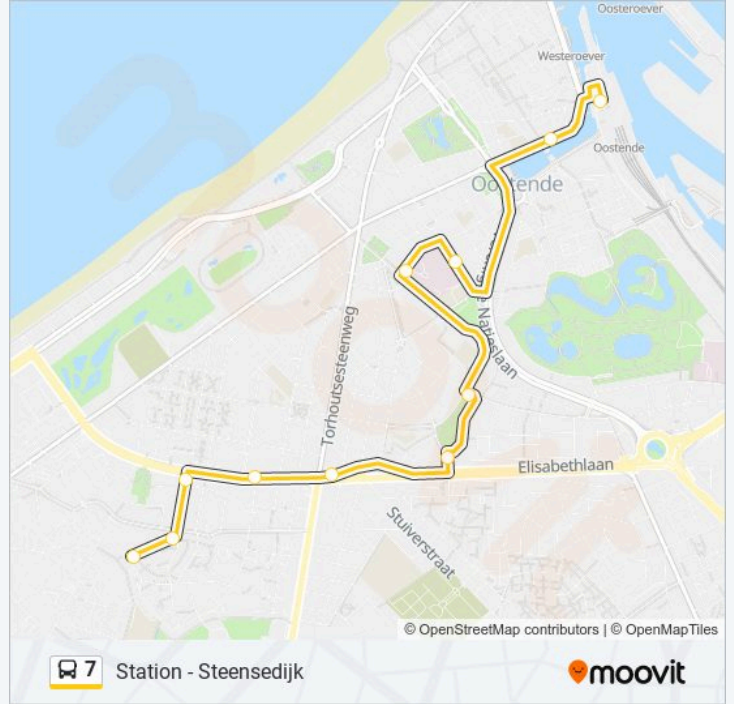 Oosteroever
Westeroever
Oostende
Oostende
Natieslaan
Torhoutsesteenweg
Elisabethlaan
Stuiverstraat
© OpenStreetMap contributors | © OpenMapTiles
7 Station - Steensedijk
moovit